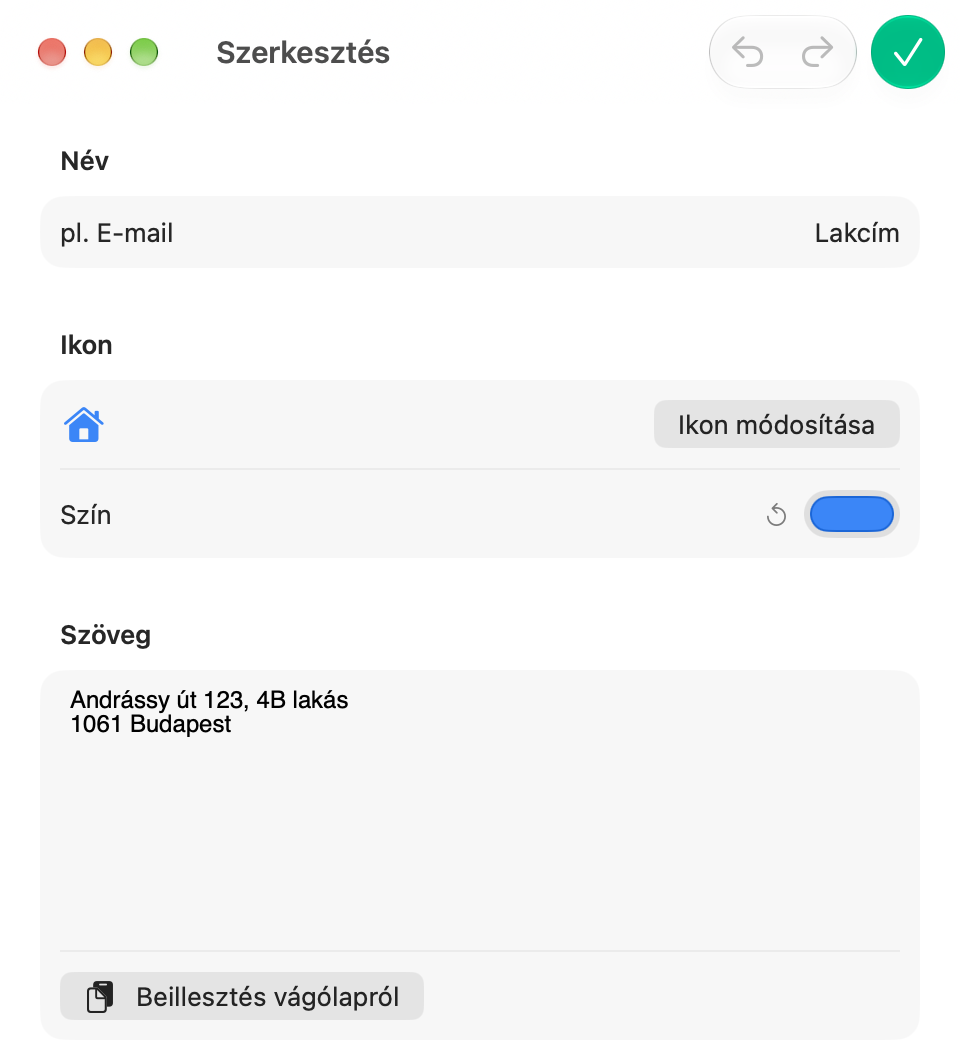 Szerkesztés
Név
pl. E-mail
Lakcím
Ikon
Ikon módosítása
Szín
Szöveg
Andrássy út 123, 4B lakás
1061 Budapest
Beillesztés vágólapról